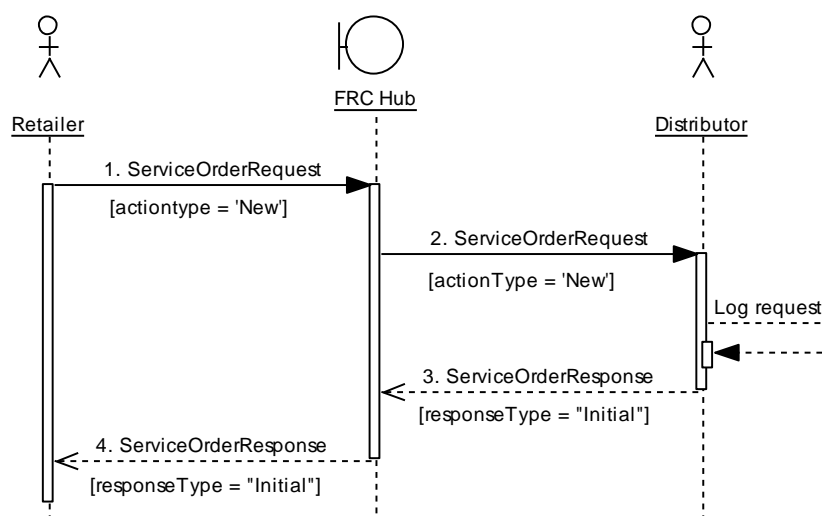 FRC Hub
Retailer
Distributor
1. ServiceOrderRequest
[actiontype = 'New']
2. ServiceOrderRequest
[actionType = 'New']
Log request
3. ServiceOrderResponse
[responseType = "Initial"]
4. ServiceOrderResponse
[responseType = "Initial"]